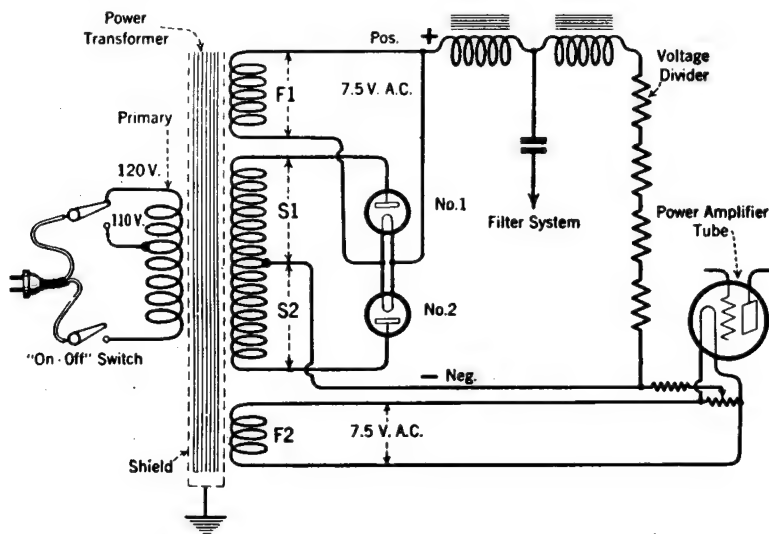 Power
Transformer
Pos.
+
Voltage
Divider
F1
7.5 V. A.C.
Primary
120 V.
110 V.
S1
No.1
Filter System
Power Amplifier
Tube
S2
No.2
"On-Off" Switch
– Neg.
F2
7.5 V. A.C.
Shield